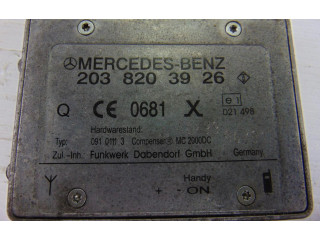 MERCEDES-BENZ
203 820 39 26
Q CE 0681 X e1
021 498
Hardwarestand:
Typ: 091 0111 3 Compenser MC 2000DC
Zul.-Inh. Funkwerk Dabendorf GmbH Germany
Handy
+ - ON